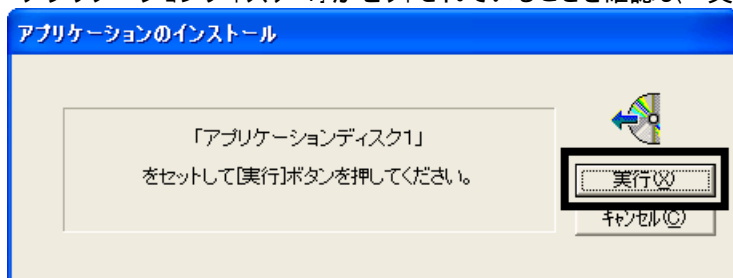 アプリケーションのインストール
「アプリケーションディスク1」
をセットして[実行]ボタンを押してください。
実行(X)
キャンセル(C)